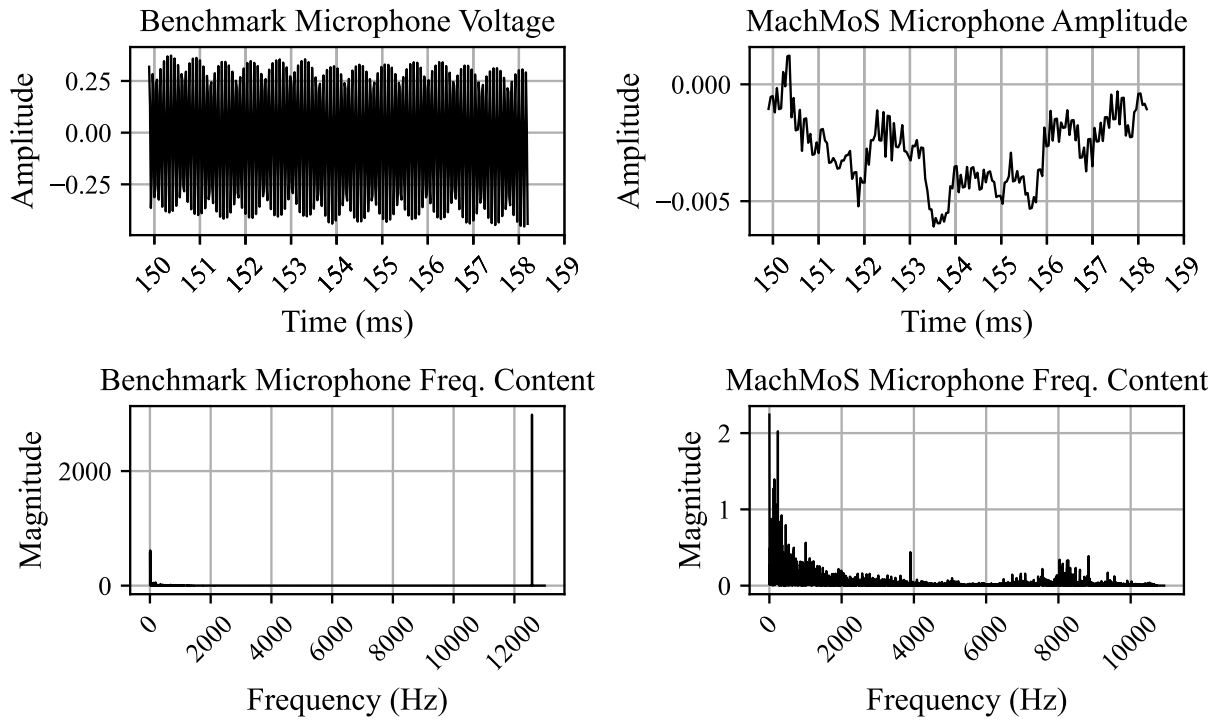 Benchmark Microphone Voltage
Amplitude
0.25
0.00
−0.25
150 151 152 153 154 155 156 157 158 159
Time (ms)
MachMoS Microphone Amplitude
Amplitude
0.000
−0.005
150 151 152 153 154 155 156 157 158 159
Time (ms)
Benchmark Microphone Freq. Content
Magnitude
2000
0
0 2000 4000 6000 8000 10000 12000
Frequency (Hz)
MachMoS Microphone Freq. Content
Magnitude
2
1
0
0 2000 4000 6000 8000 10000
Frequency (Hz)